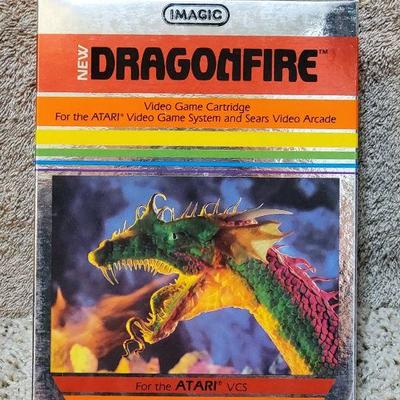 IMAGIC
NEW DRAGONFIRE™
Video Game Cartridge
For the ATARI® Video Game System and Sears Video Arcade
For the ATARI® VCS